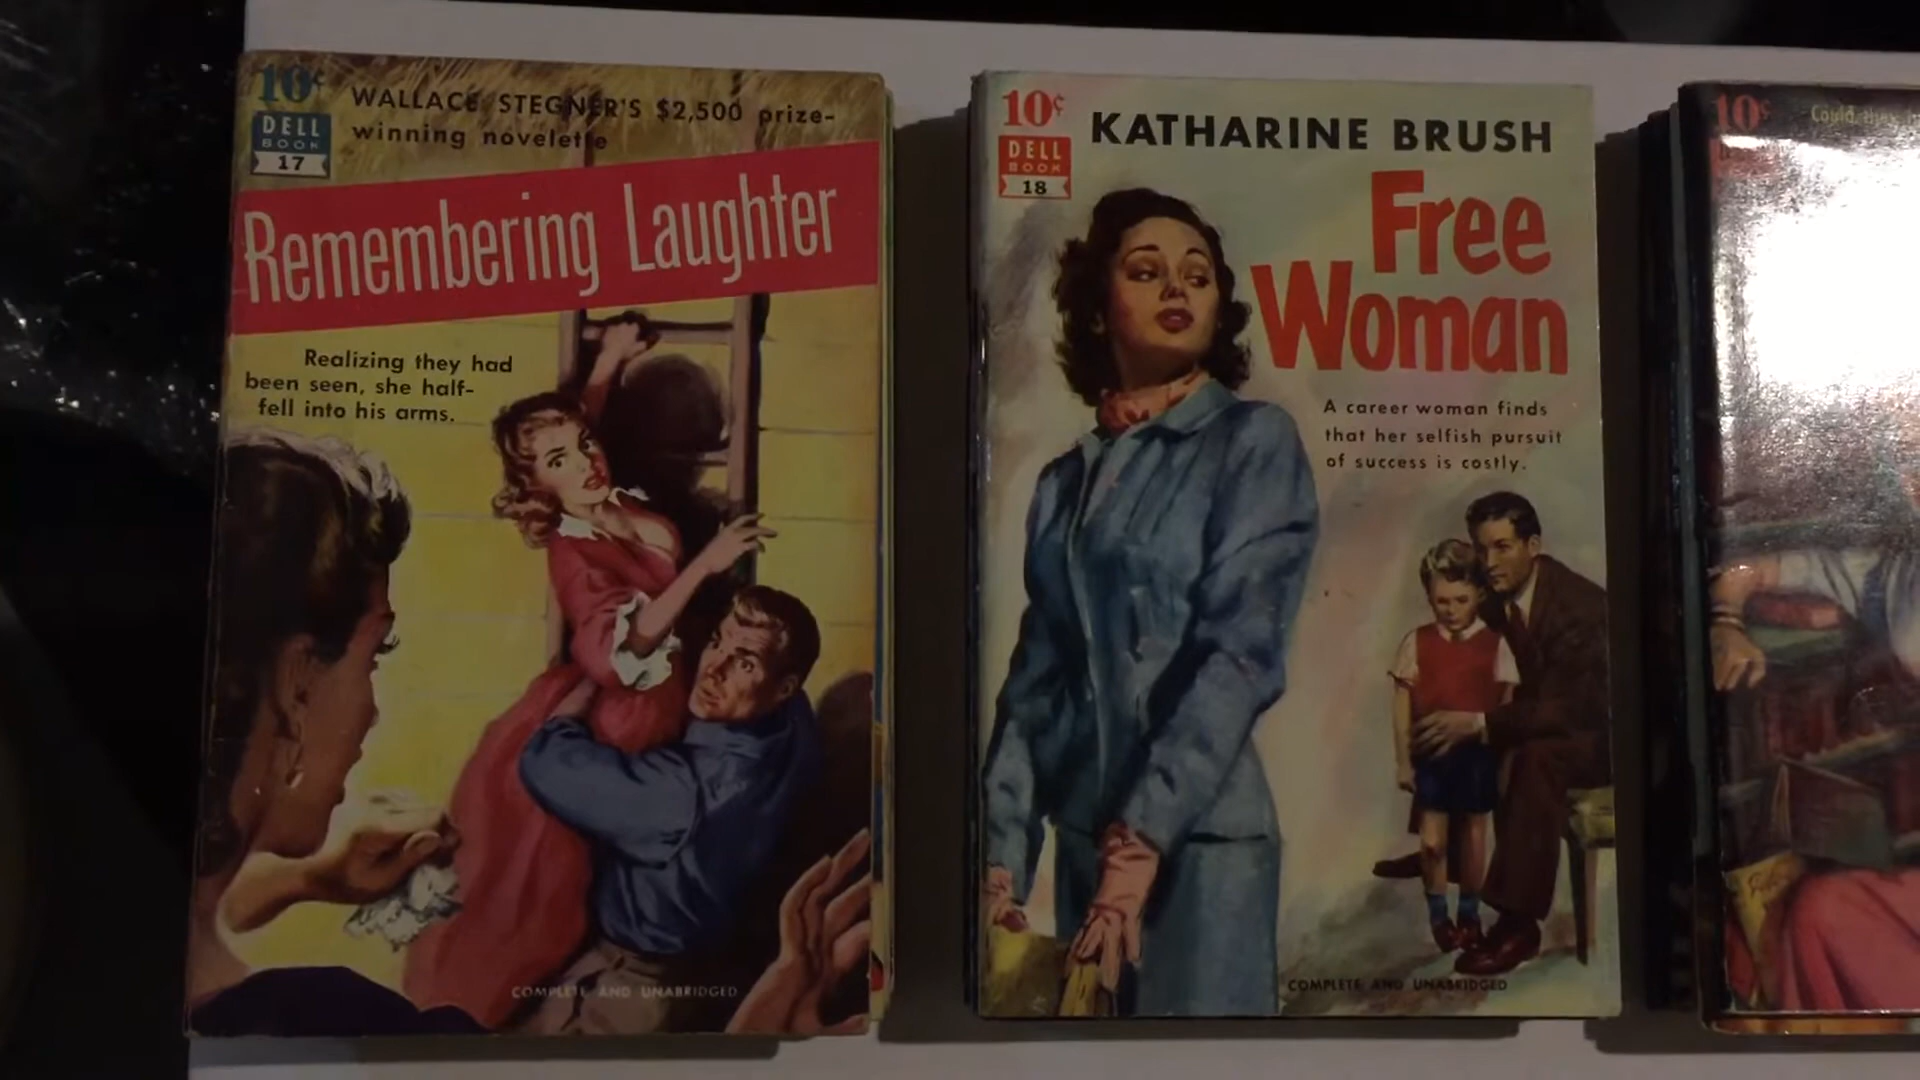 10¢
DELL
BOOK
17
WALLACE STEGNER'S $2,500 prize-
winning novelette
Remembering Laughter
Realizing they had
been seen, she half-
fell into his arms.
COMPLETE AND UNABRIDGED
10¢
DELL
BOOK
18
KATHARINE BRUSH
Free
Woman
A career woman finds
that her selfish pursuit
of success is costly.
COMPLETE AND UNABRIDGED
10¢
Could they